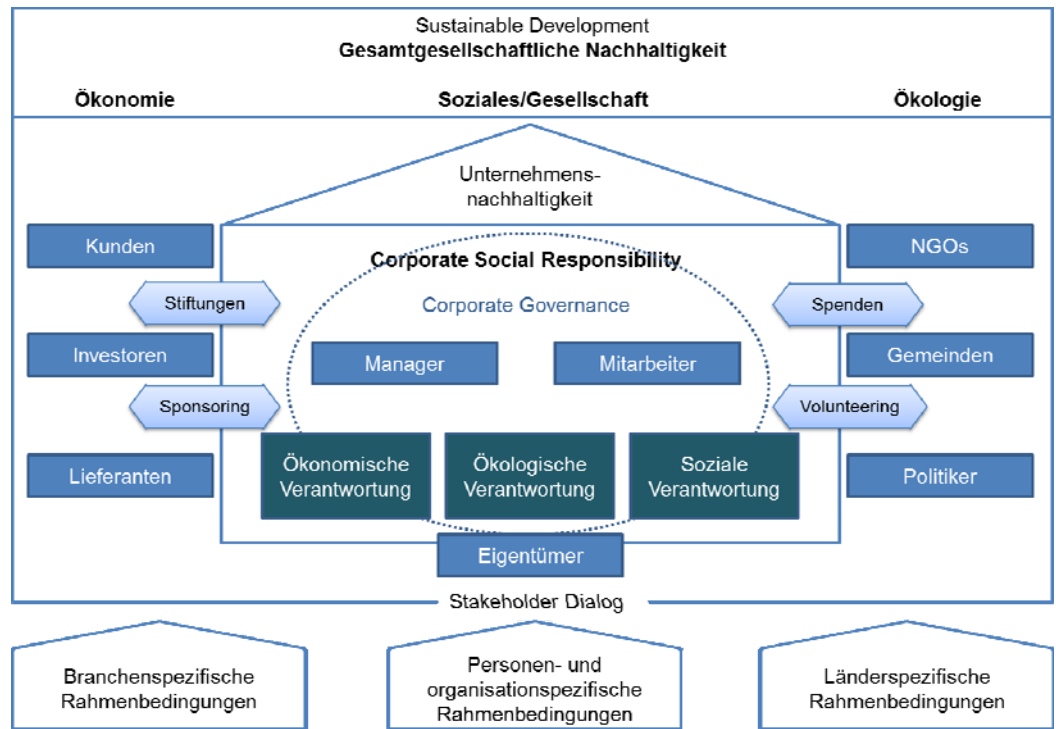 Sustainable Development
Gesamtgesellschaftliche Nachhaltigkeit
Ökonomie
Soziales/Gesellschaft
Ökologie
Unternehmens-
nachhaltigkeit
Kunden
NGOs
Corporate Social Responsibility
Stiftungen
Corporate Governance
Spenden
Investoren
Manager
Mitarbeiter
Gemeinden
Sponsoring
Volunteering
Lieferanten
Ökonomische
Verantwortung
Ökologische
Verantwortung
Soziale
Verantwortung
Politiker
Eigentümer
Stakeholder Dialog
Branchenspezifische
Rahmenbedingungen
Personen- und
organisationspezifische
Rahmenbedingungen
Länderspezifische
Rahmenbedingungen